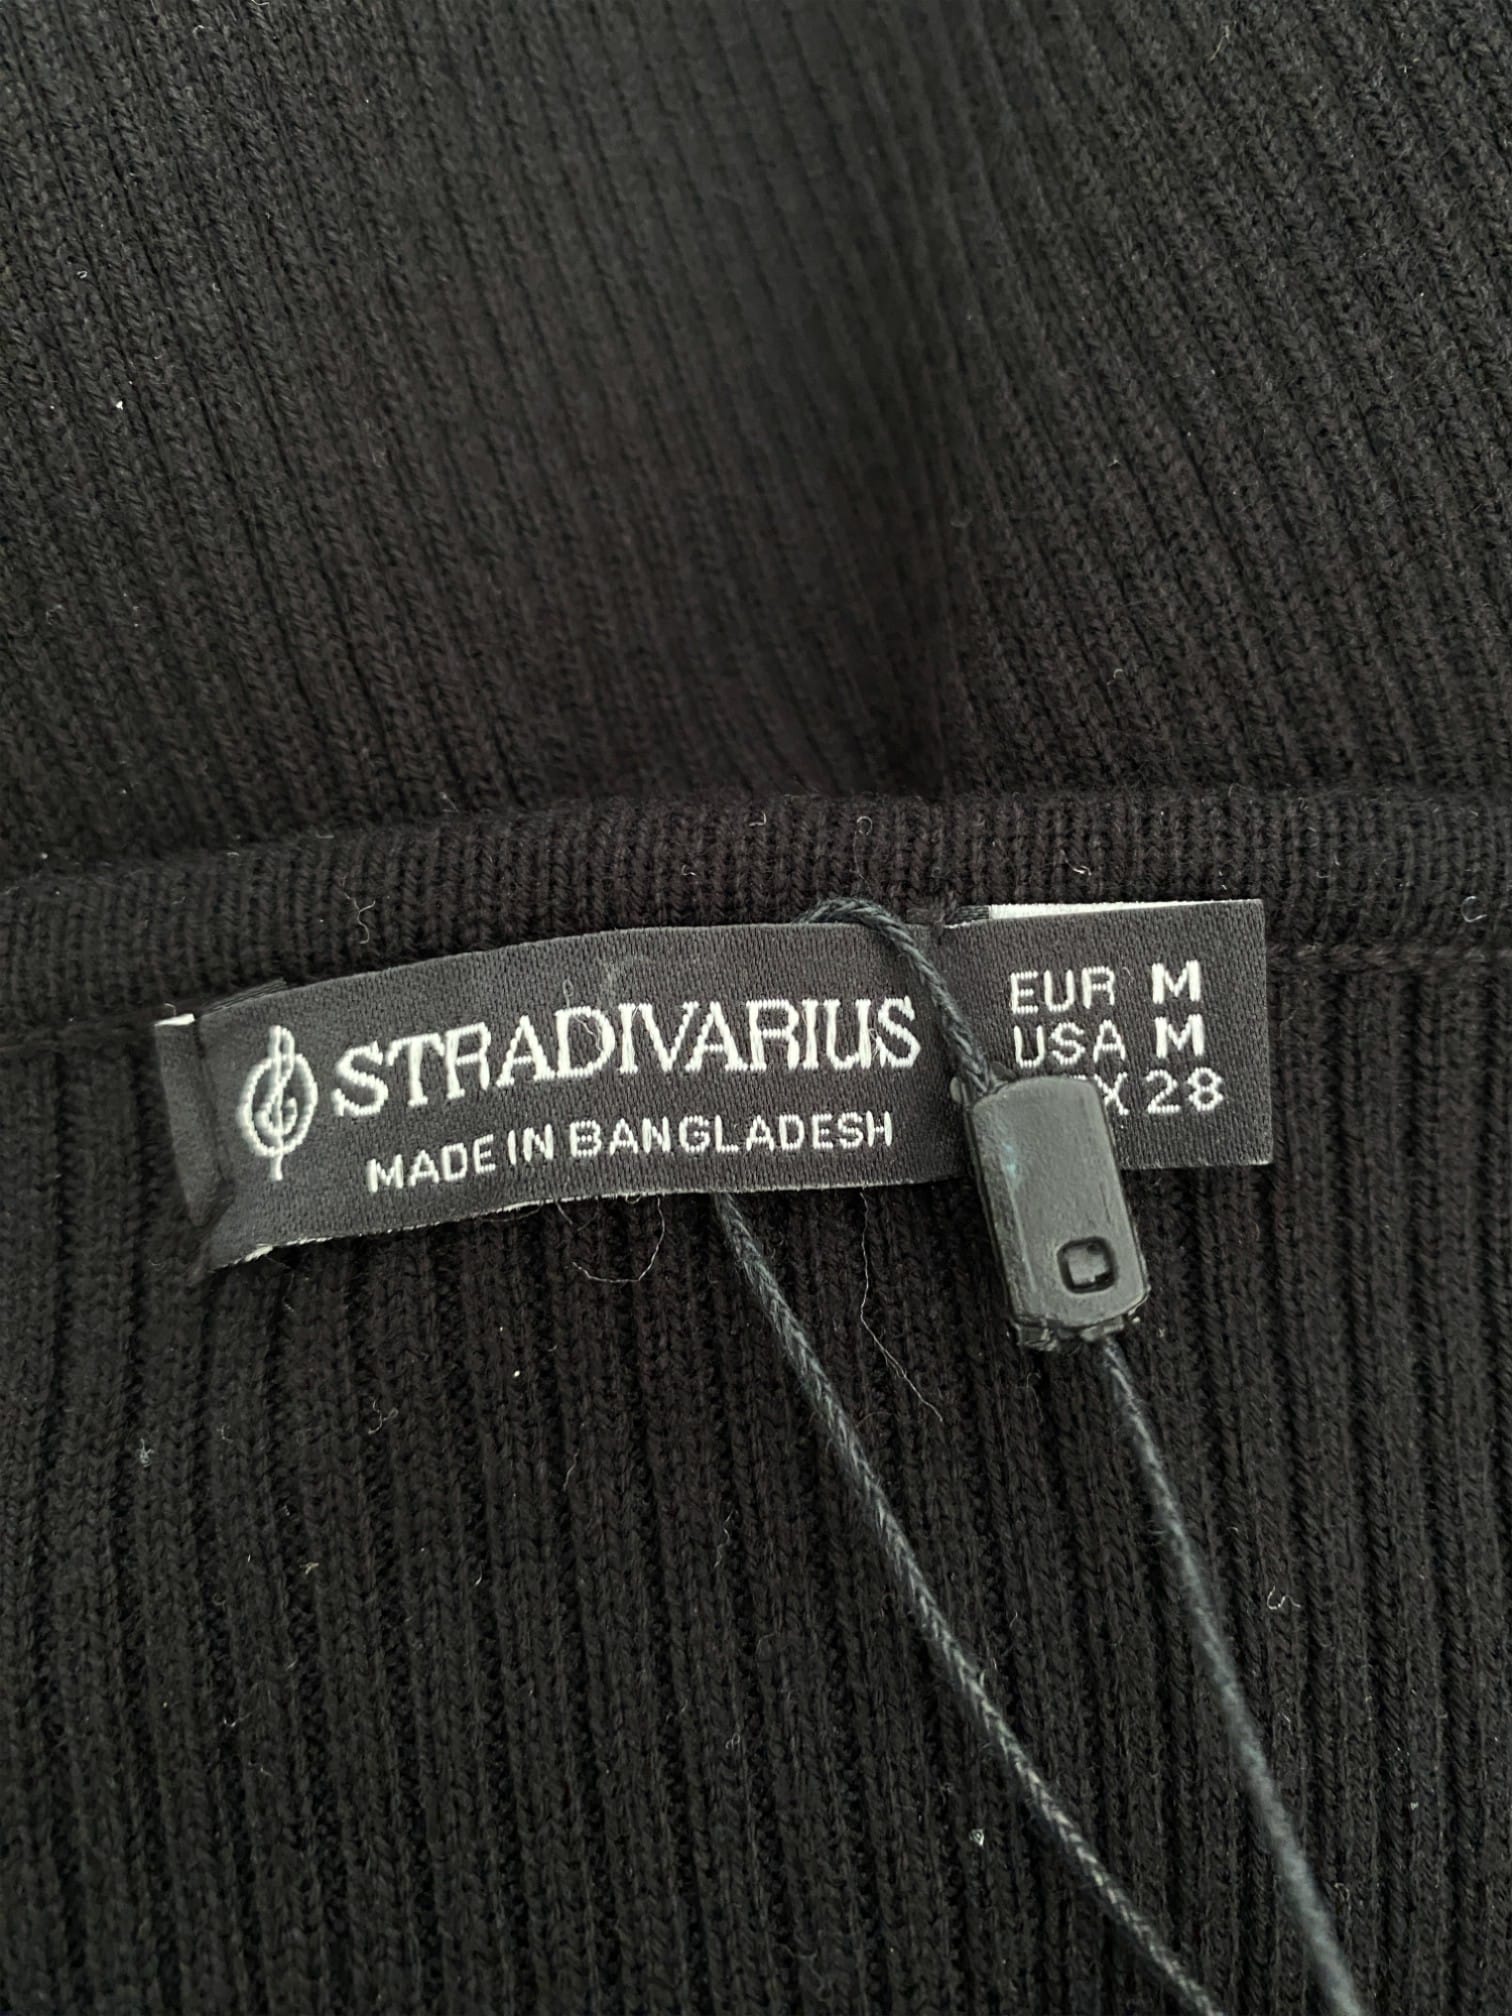 STRADIVARIUS
MADE IN BANGLADESH
EUR M
USA M
X 28